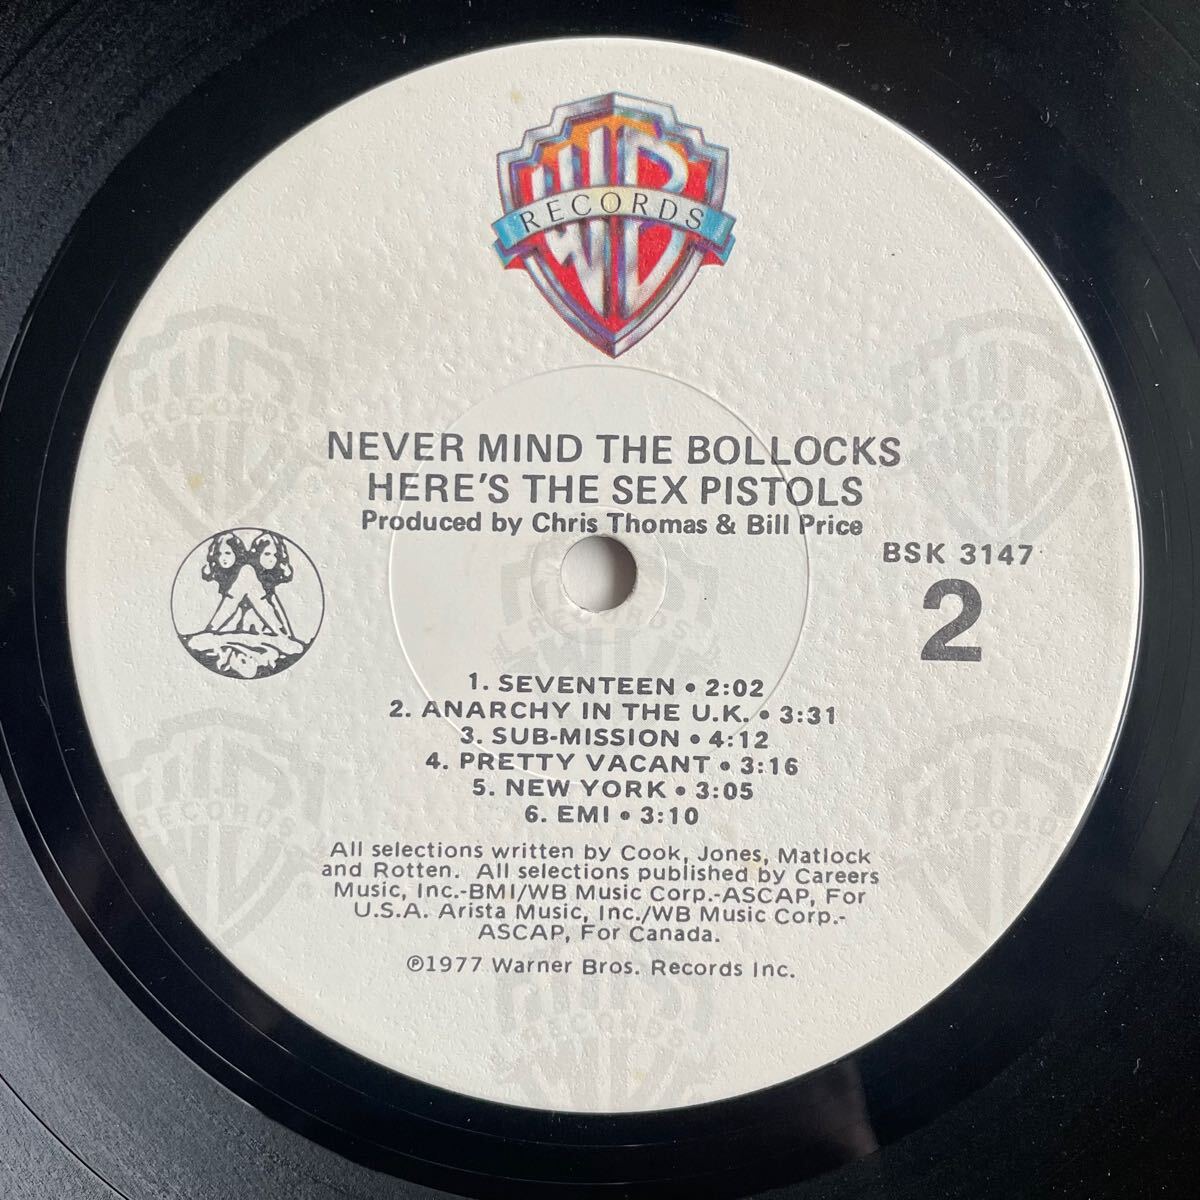 WB
RECORDS
NEVER MIND THE BOLLOCKS
HERE'S THE SEX PISTOLS
Produced by Chris Thomas & Bill Price
BSK 3147
2
1. SEVENTEEN • 2:02
2. ANARCHY IN THE U.K. • 3:31
3. SUB-MISSION • 4:12
4. PRETTY VACANT • 3:16
5. NEW YORK • 3:05
6. EMI • 3:10
All selections written by Cook, Jones, Matlock
and Rotten. All selections published by Careers
Music, Inc.-BMI/WB Music Corp.-ASCAP, For
U.S.A. Arista Music, Inc./WB Music Corp.-
ASCAP, For Canada.
℗1977 Warner Bros. Records Inc.